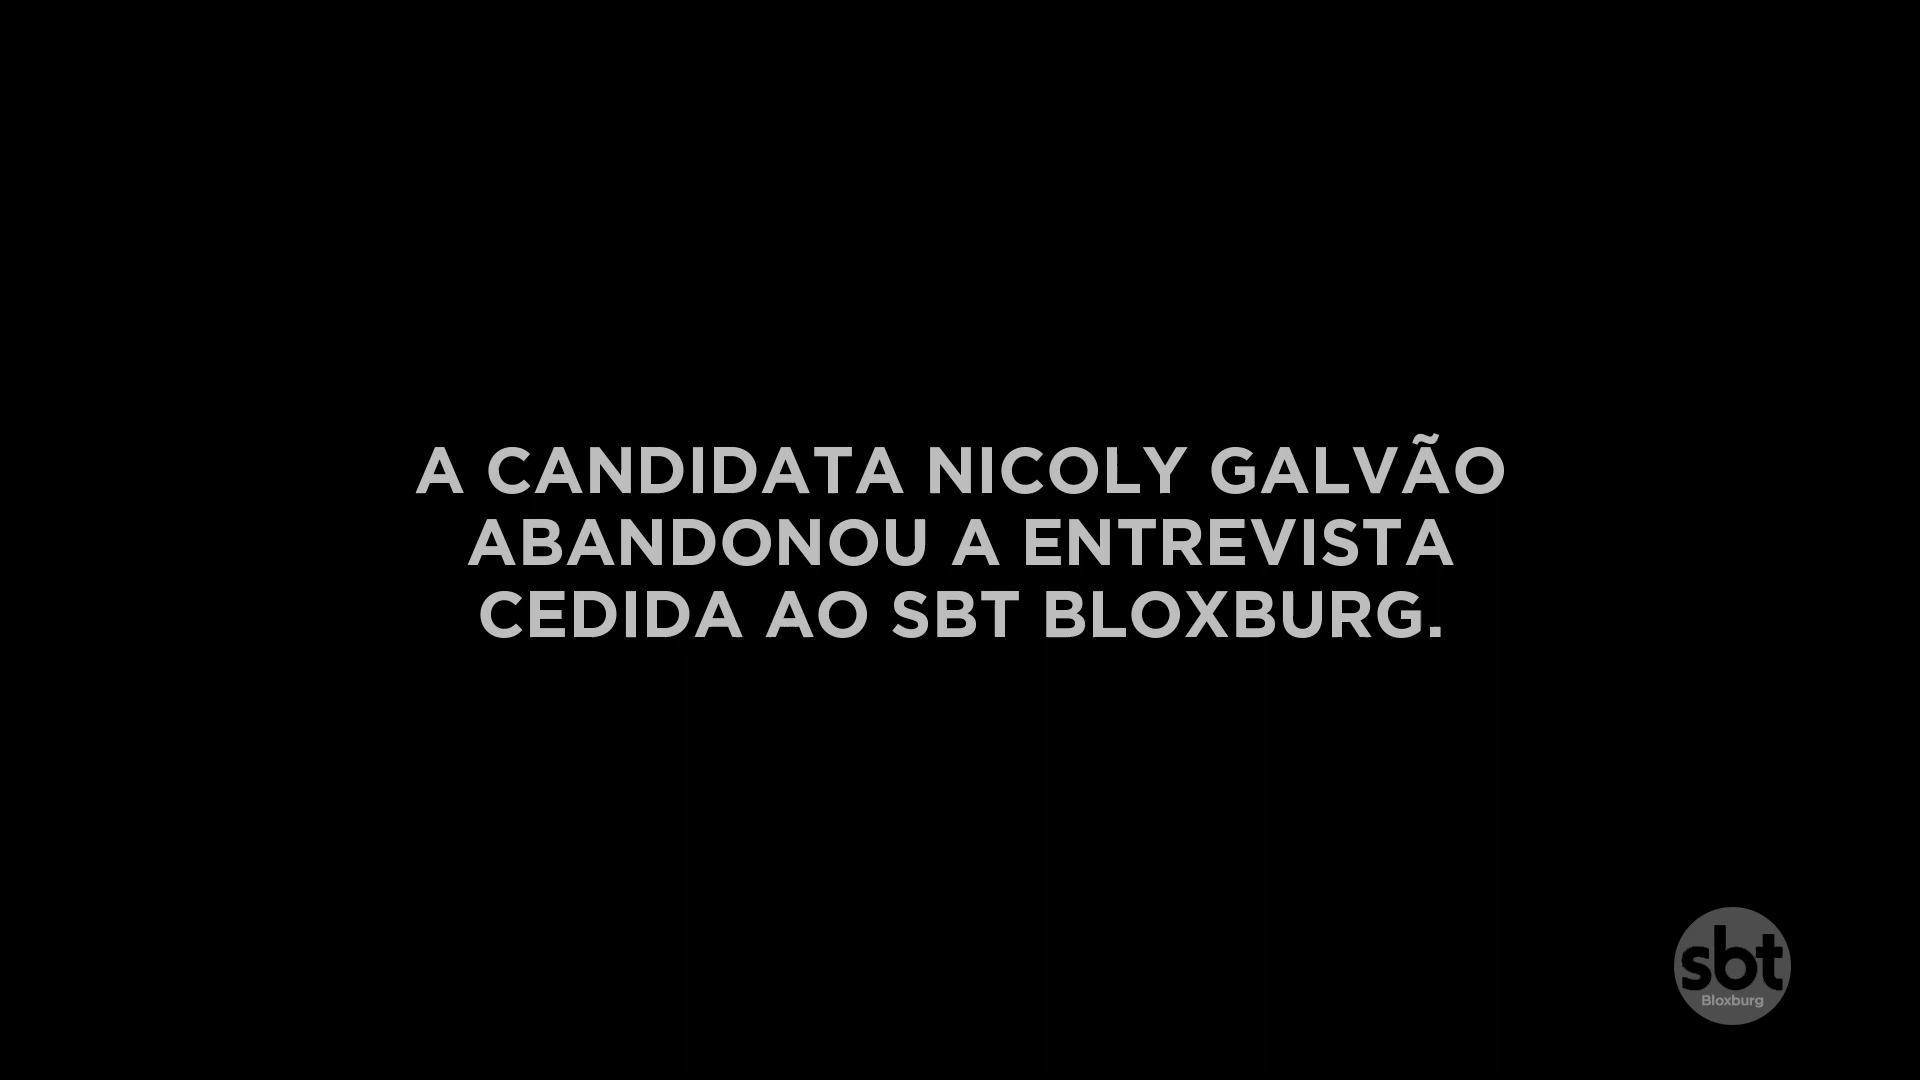 A CANDIDATA NICOLY GALVÃO
ABANDONOU A ENTREVISTA
CEDIDA AO SBT BLOXBURG.
sbt
Bloxburg